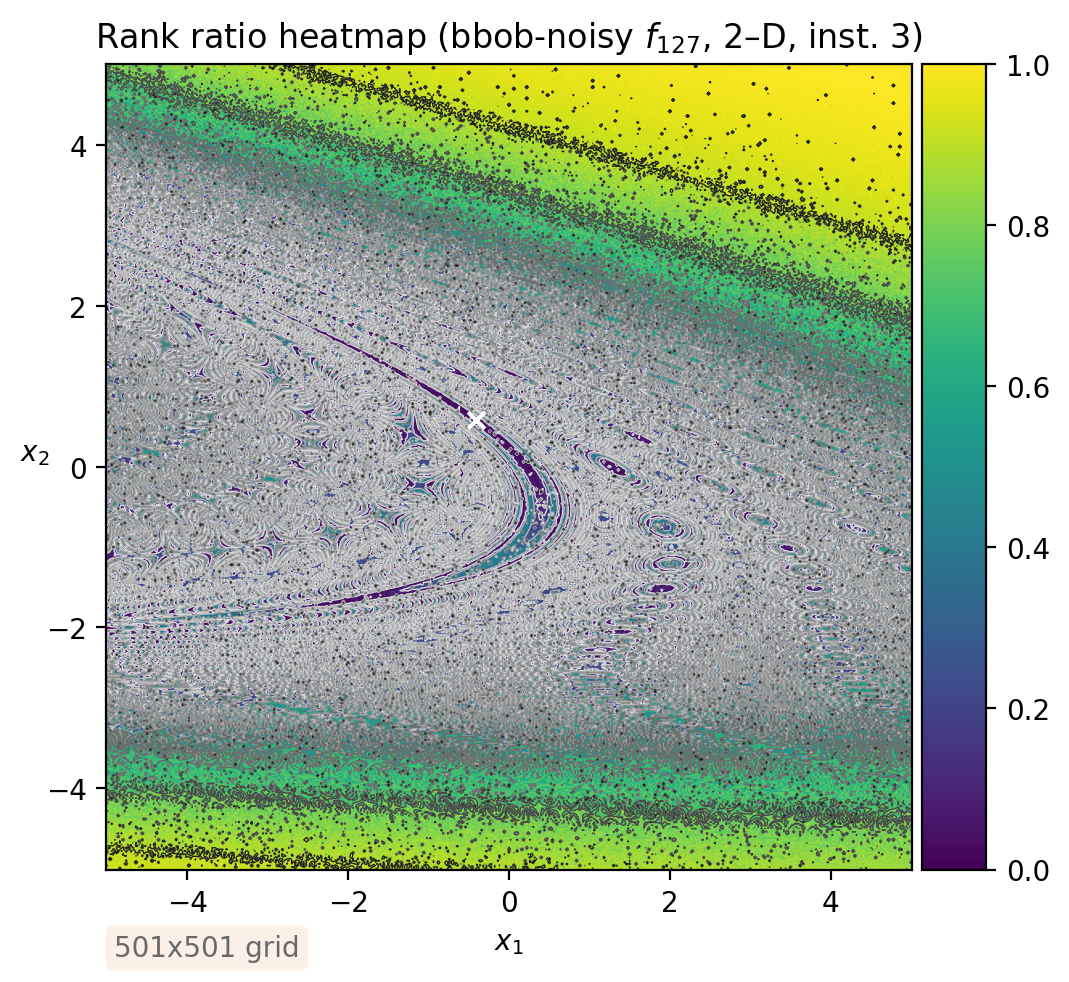 Rank ratio heatmap (bbob-noisy f₁₂₇, 2–D, inst. 3)
1.0
4
0.8
2
0.6
x₂
0
0.4
−2
0.2
−4
0.0
−4 −2 0 2 4
x₁
501x501 grid